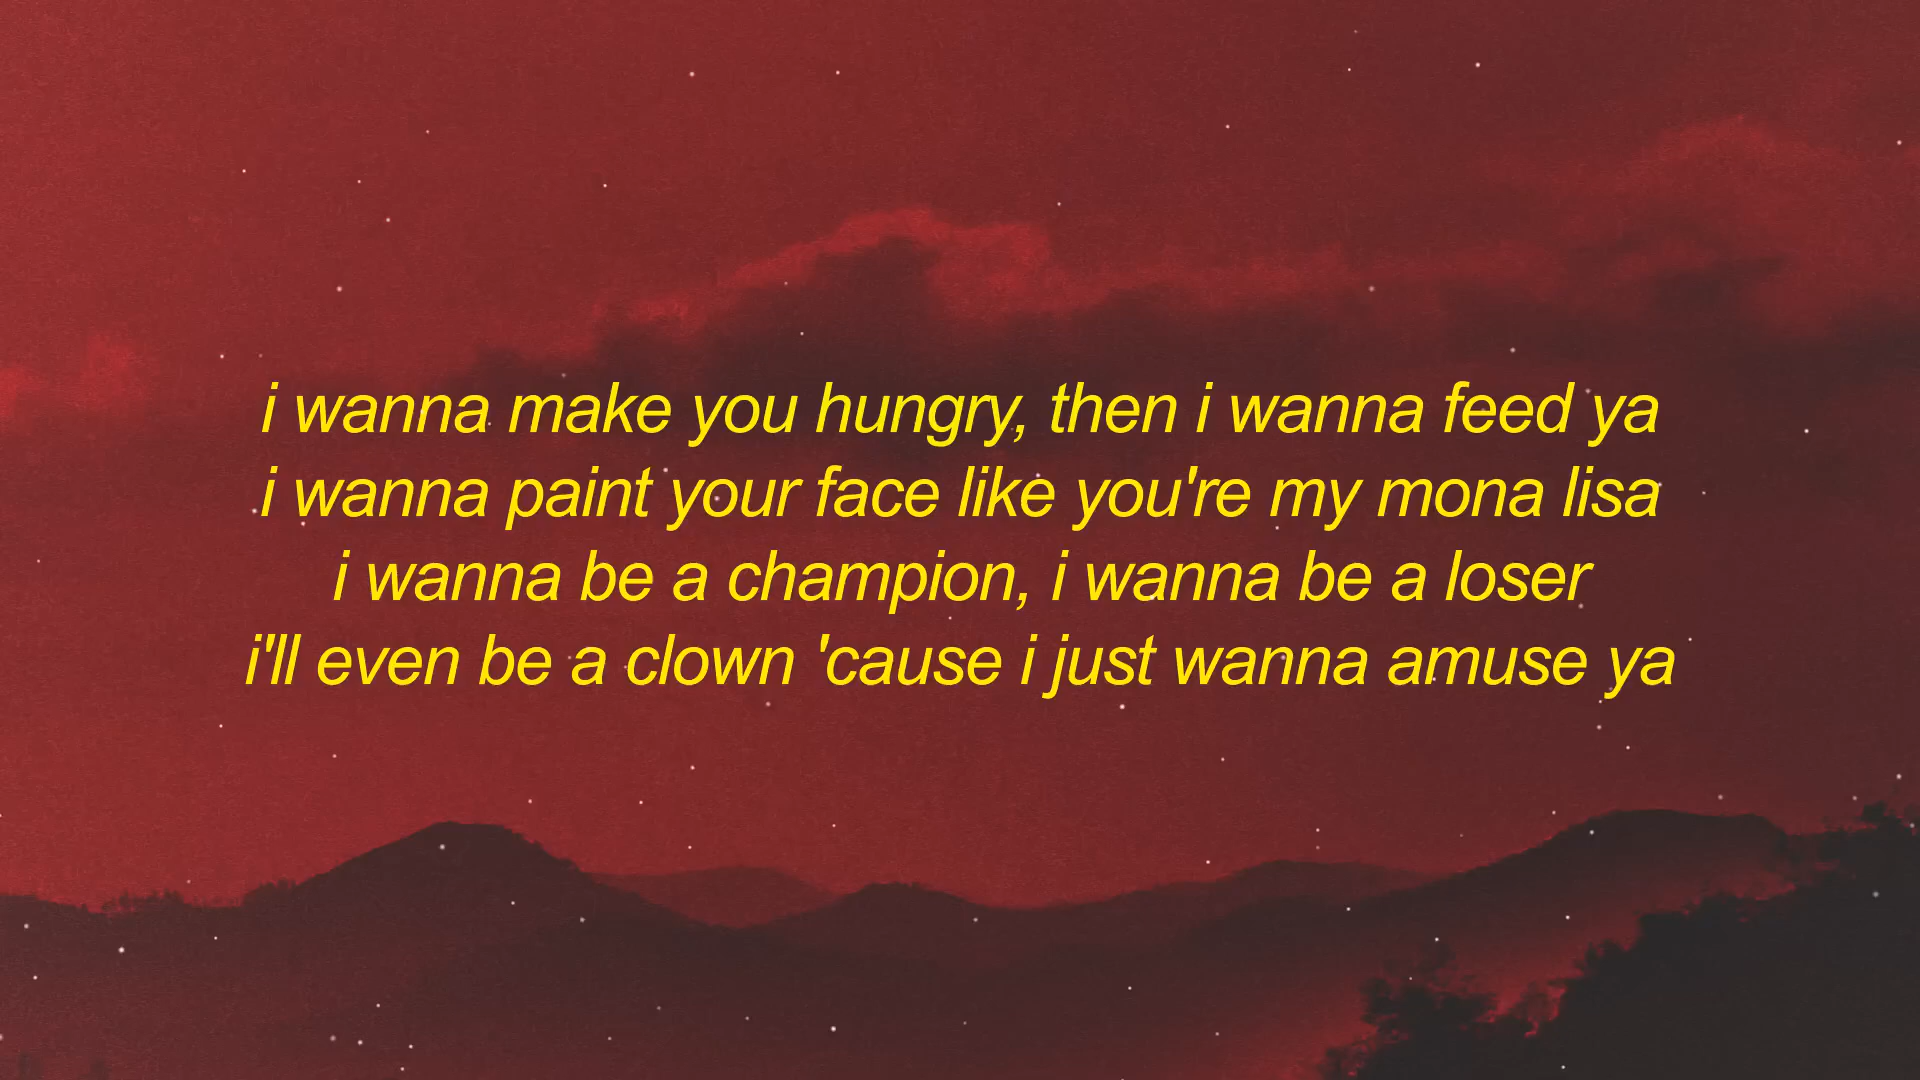 i wanna make you hungry, then i wanna feed ya
i wanna paint your face like you're my mona lisa
i wanna be a champion, i wanna be a loser
i'll even be a clown 'cause i just wanna amuse ya